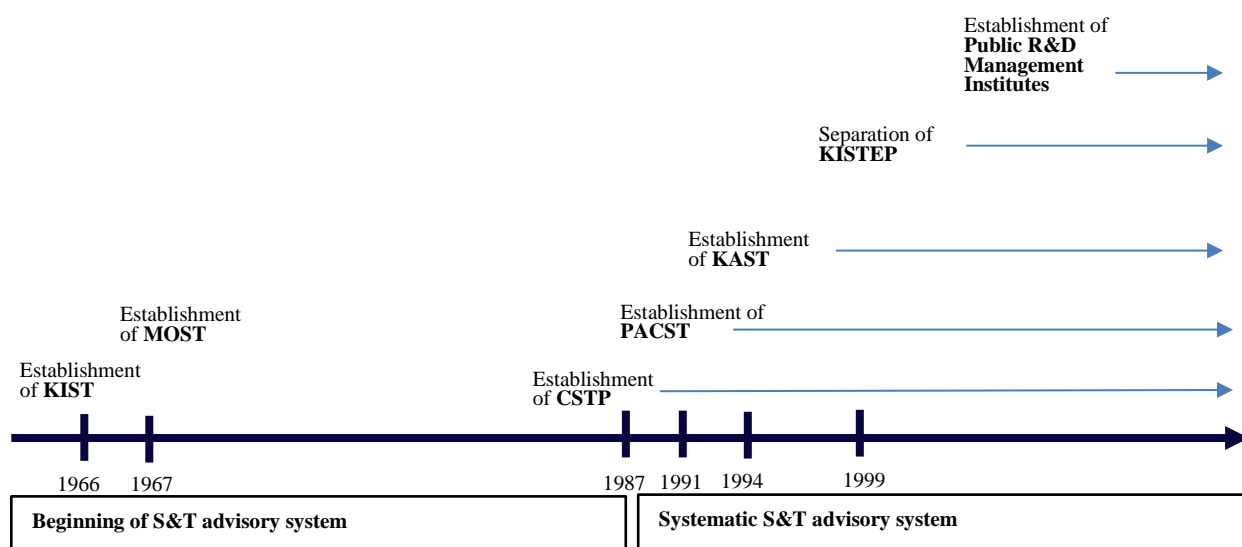 Establishment of
Public R&D
Management
Institutes
Separation of
KISTEP
Establishment
of KAST
Establishment
of MOST
Establishment of
PACST
Establishment
of KIST
Establishment
of CSTP
1966
1967
1987
1991
1994
1999
Beginning of S&T advisory system
Systematic S&T advisory system